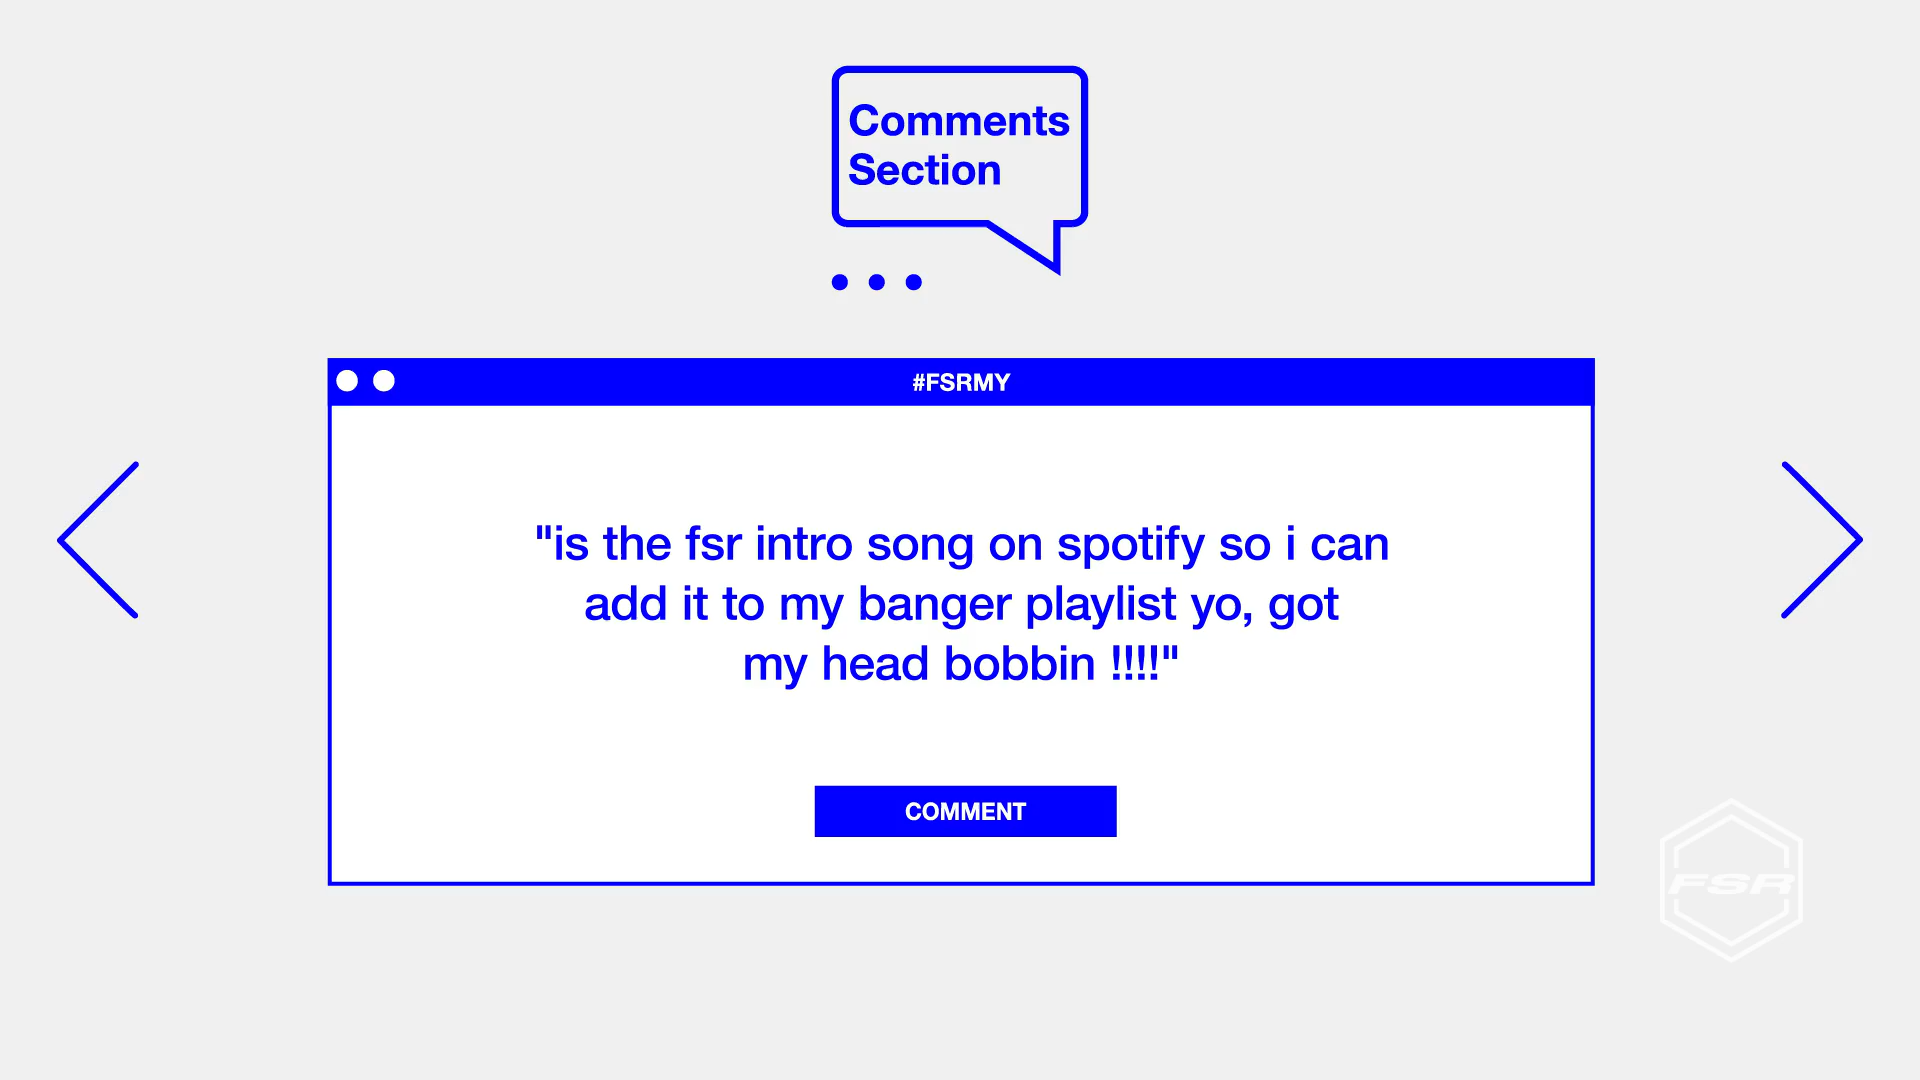 Comments
Section
#FSRMY
"is the fsr intro song on spotify so i can
add it to my banger playlist yo, got
my head bobbin !!!!"
COMMENT
FSR